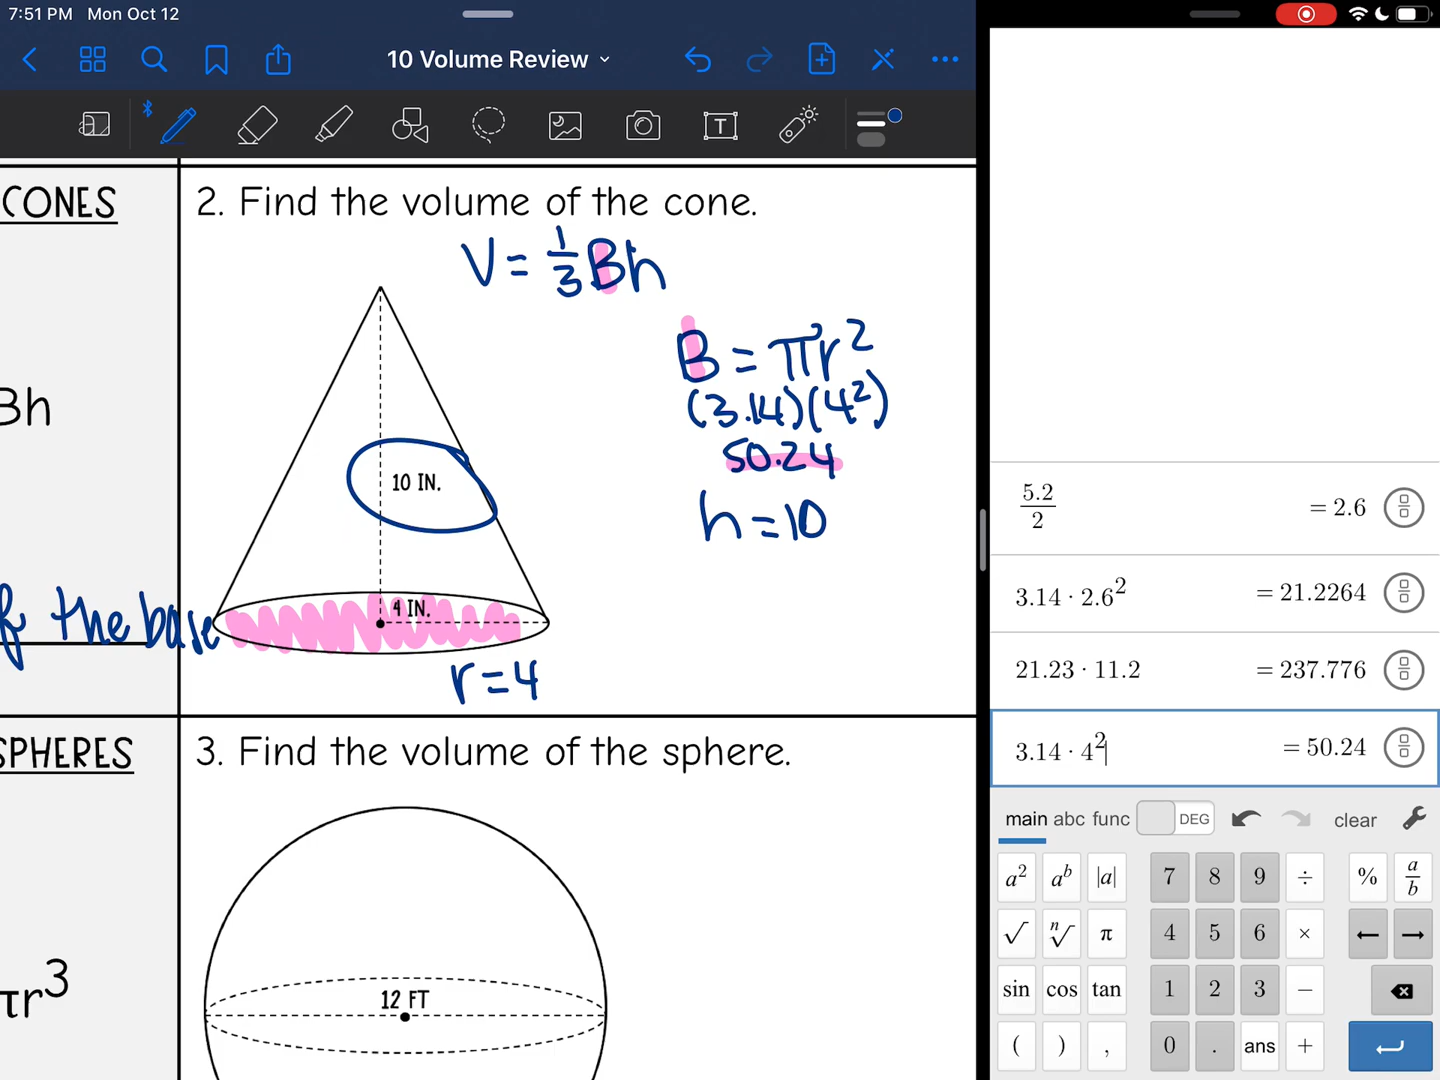 7:51 PM Mon Oct 12
10 Volume Review
T
CONES
2. Find the volume of the cone.
V = 1/3 Bh
B = πr²
(3.14)(4²)
50.24
h = 10
Bh
10 IN.
4 IN.
f the base
r = 4
SPHERES
3. Find the volume of the sphere.
12 FT
πr³
5.2/2 = 2.6
3.14 · 2.6² = 21.2264
21.23 · 11.2 = 237.776
3.14 · 4² = 50.24
main abc func DEG clear
a² a^b |a| 7 8 9 ÷ % a/b
√ ⁿ√ π 4 5 6 × ← →
sin cos tan 1 2 3 −
( ) , 0 . ans +